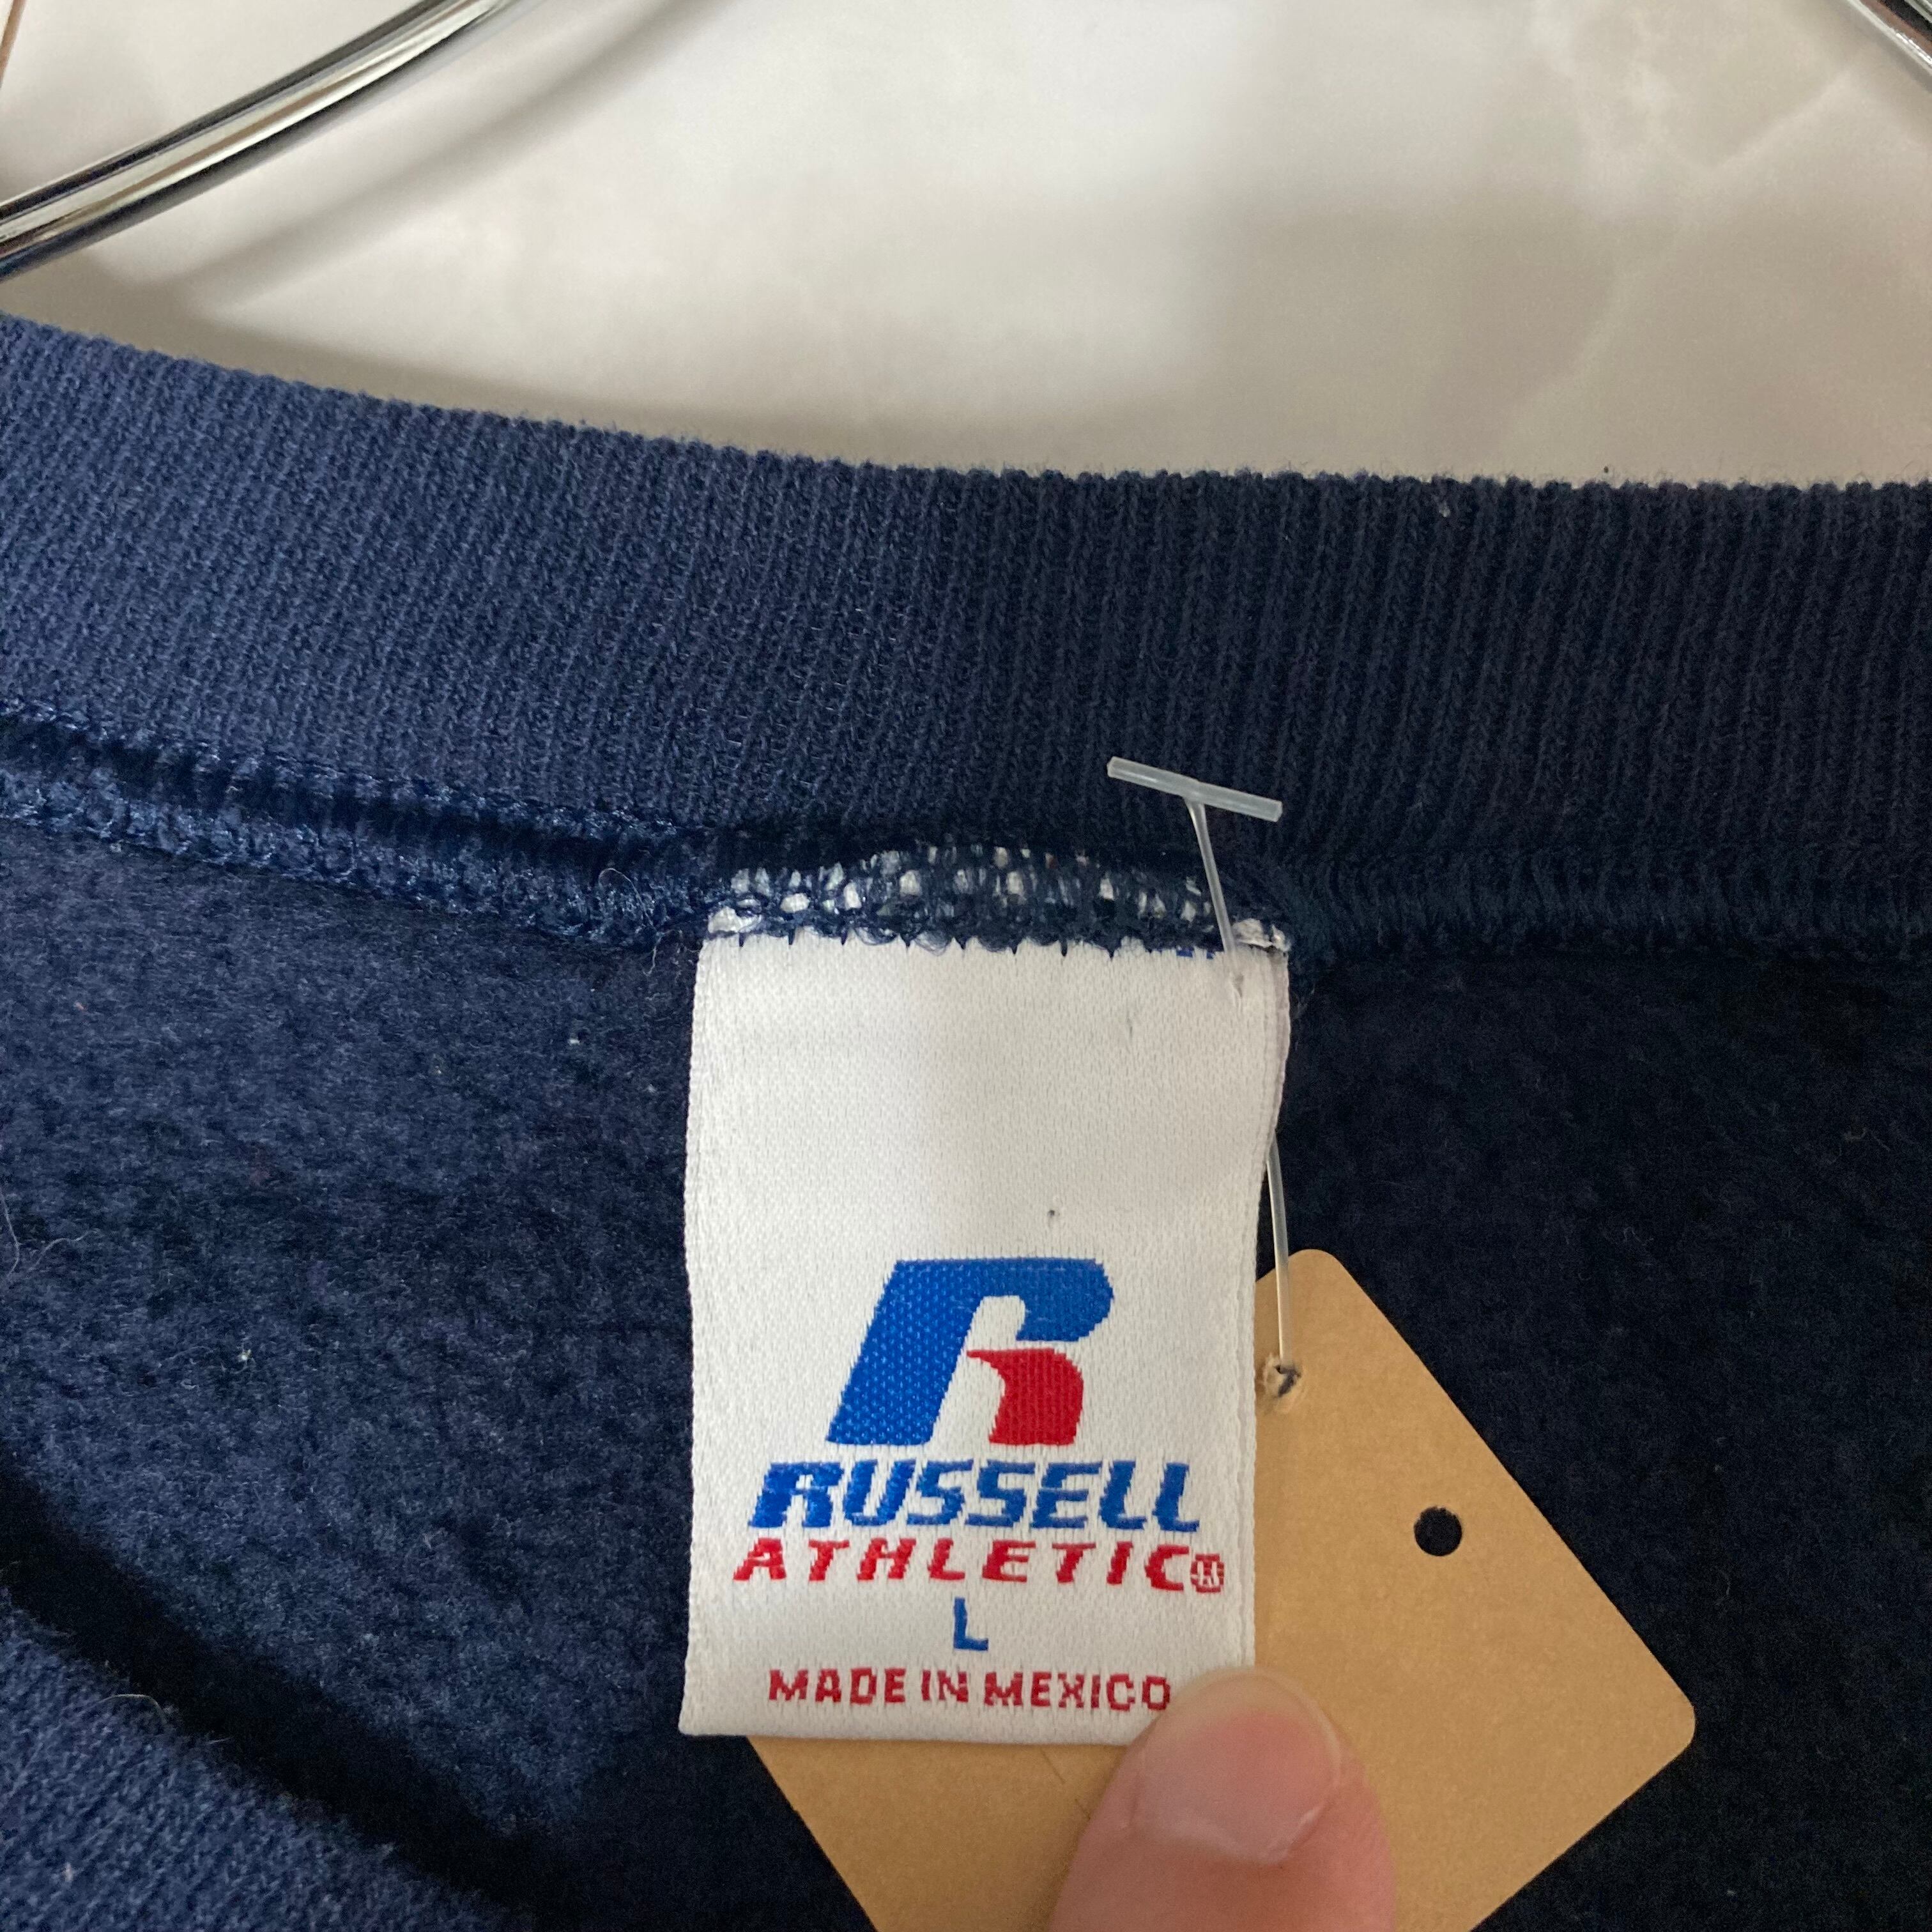 R
RUSSELL
ATHLETIC®
L
MADE IN MEXICO